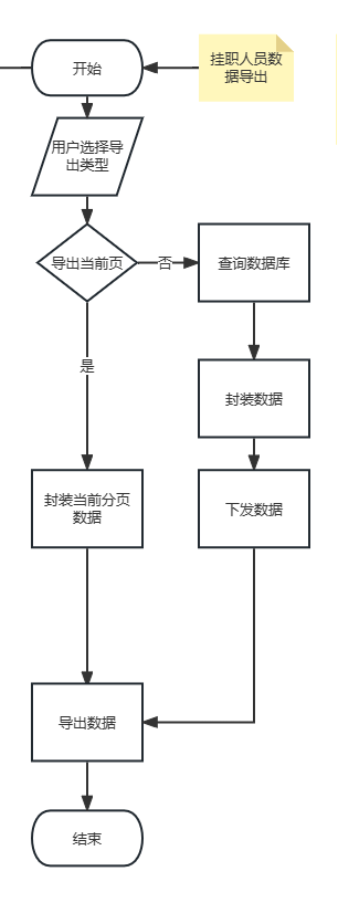 开始
挂职人员数
据导出
用户选择导
出类型
导出当前页
否
查询数据库
是
封装数据
封装当前分页
数据
下发数据
导出数据
结束